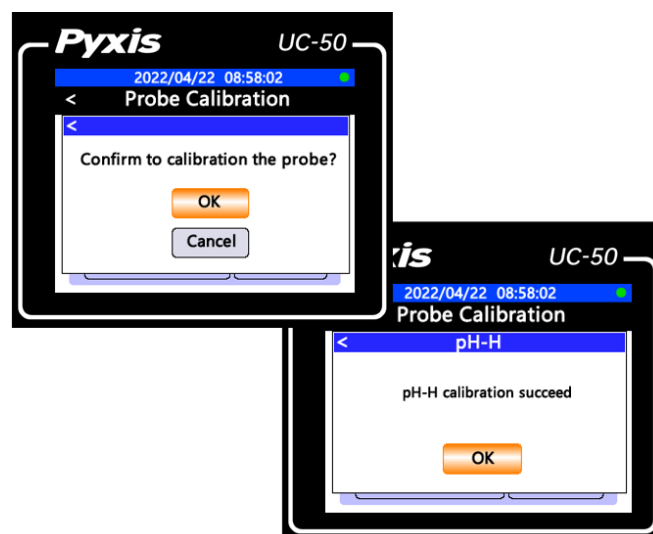 Pyxis UC-50
2022/04/22 08:58:02
< Probe Calibration
<
Confirm to calibration the probe?
OK
Cancel
xis UC-50
2022/04/22 08:58:02
Probe Calibration
< pH-H
pH-H calibration succeed
OK